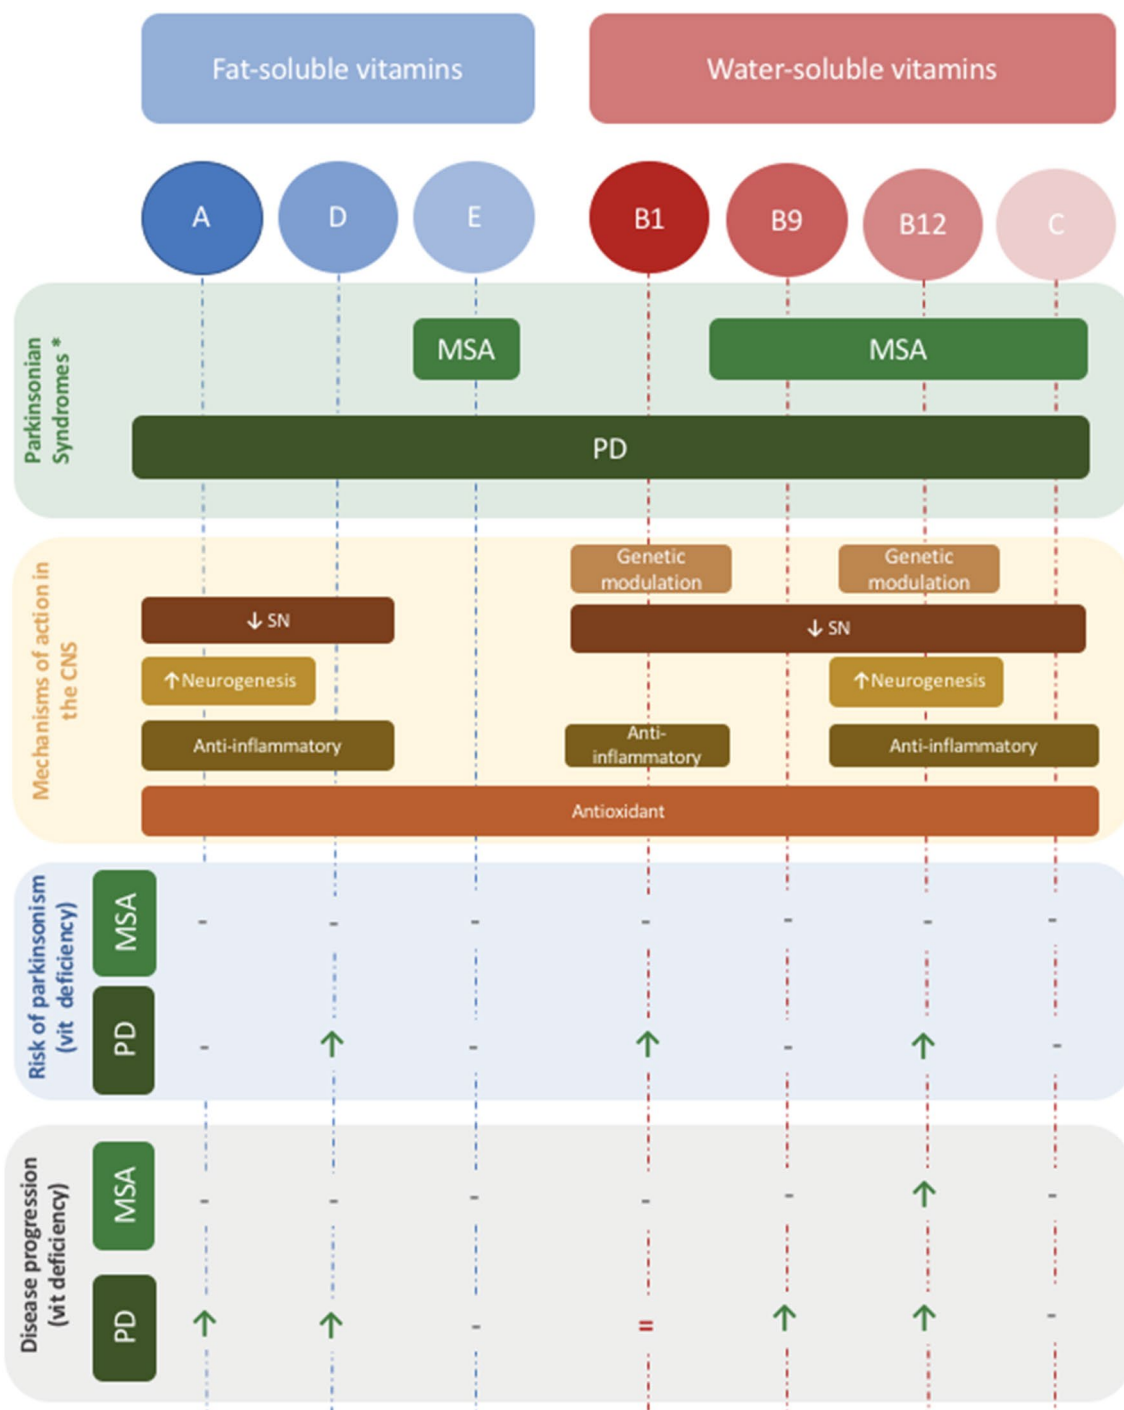 Fat-soluble vitamins
Water-soluble vitamins
A
D
E
B1
B9
B12
C
Parkinsonian
Syndromes *
MSA
MSA
PD
Mechanisms of action in
the CNS
Genetic
modulation
Genetic
modulation
↓ SN
↓ SN
↑Neurogenesis
↑Neurogenesis
Anti-inflammatory
Anti-
inflammatory
Anti-inflammatory
Antioxidant
Risk of parkinsonism
(vit deficiency)
MSA
- - - - - - -
PD
- ↑ - ↑ - ↑ -
Disease progression
(vit deficiency)
MSA
- - - - - ↑ -
PD
↑ ↑ - = ↑ ↑ -